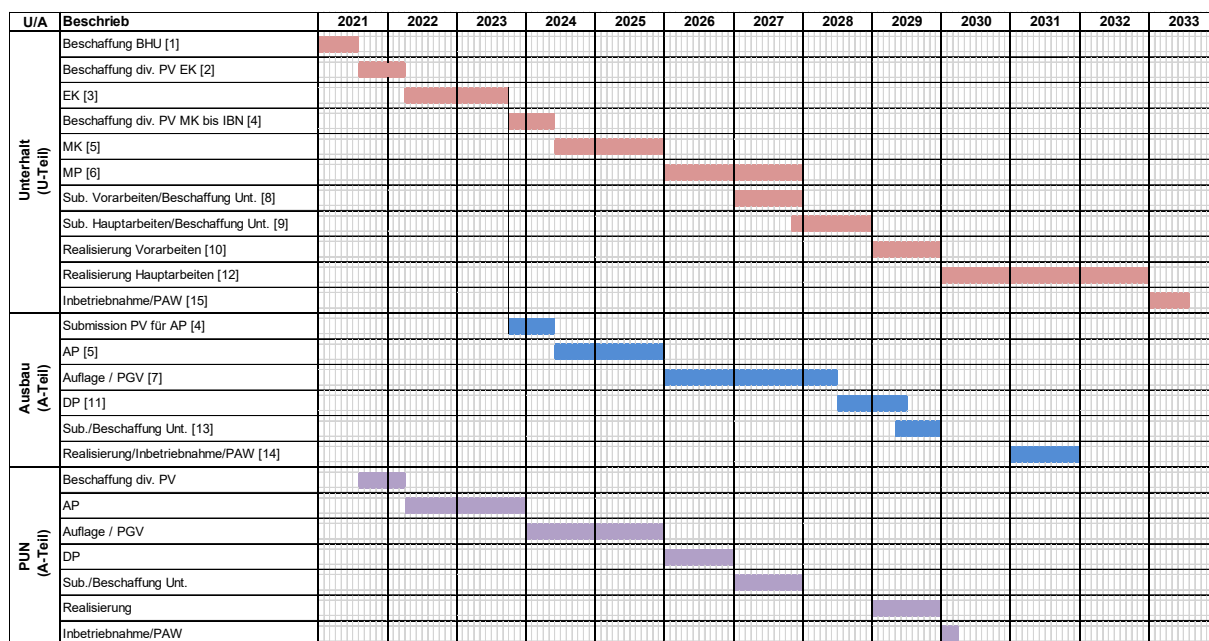 U/A Beschrieb 2021 2022 2023 2024 2025 2026 2027 2028 2029 2030 2031 2032 2033
Unterhalt
(U-Teil)
Beschaffung BHU [1]
Beschaffung div. PV EK [2]
EK [3]
Beschaffung div. PV MK bis IBN [4]
MK [5]
MP [6]
Sub. Vorarbeiten/Beschaffung Unt. [8]
Sub. Hauptarbeiten/Beschaffung Unt. [9]
Realisierung Vorarbeiten [10]
Realisierung Hauptarbeiten [12]
Inbetriebnahme/PAW [15]
Ausbau
(A-Teil)
Submission PV für AP [4]
AP [5]
Auflage / PGV [7]
DP [11]
Sub./Beschaffung Unt. [13]
Realisierung/Inbetriebnahme/PAW [14]
PUN
(A-Teil)
Beschaffung div. PV
AP
Auflage / PGV
DP
Sub./Beschaffung Unt.
Realisierung
Inbetriebnahme/PAW